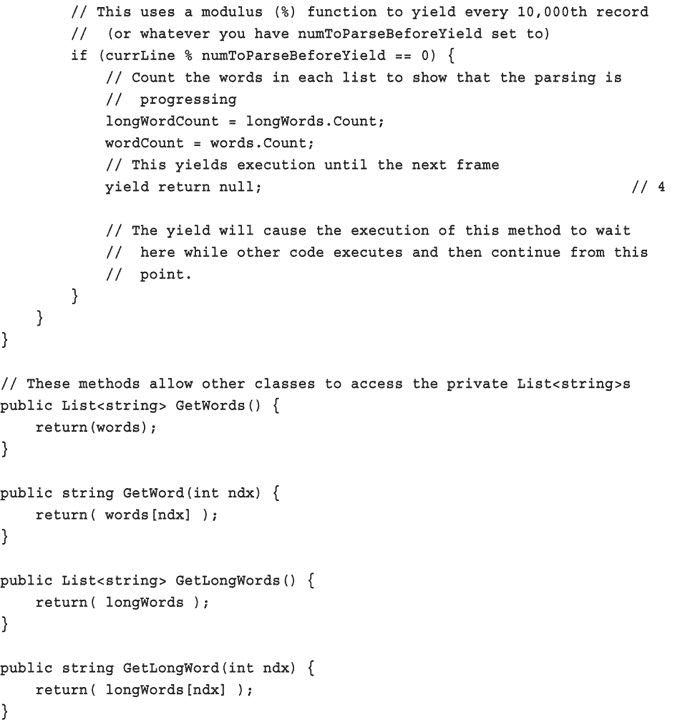 // This uses a modulus (%) function to yield every 10,000th record
//  (or whatever you have numToParseBeforeYield set to)
if (currLine % numToParseBeforeYield == 0) {
// Count the words in each list to show that the parsing is
//  progressing
longWordCount = longWords.Count;
wordCount = words.Count;
// This yields execution until the next frame
yield return null; // 4
// The yield will cause the execution of this method to wait
//  here while other code executes and then continue from this
//  point.
}
}
}
// These methods allow other classes to access the private List<string>s
public List<string> GetWords() {
return(words);
}
public string GetWord(int ndx) {
return( words[ndx] );
}
public List<string> GetLongWords() {
return( longWords );
}
public string GetLongWord(int ndx) {
return( longWords[ndx] );
}